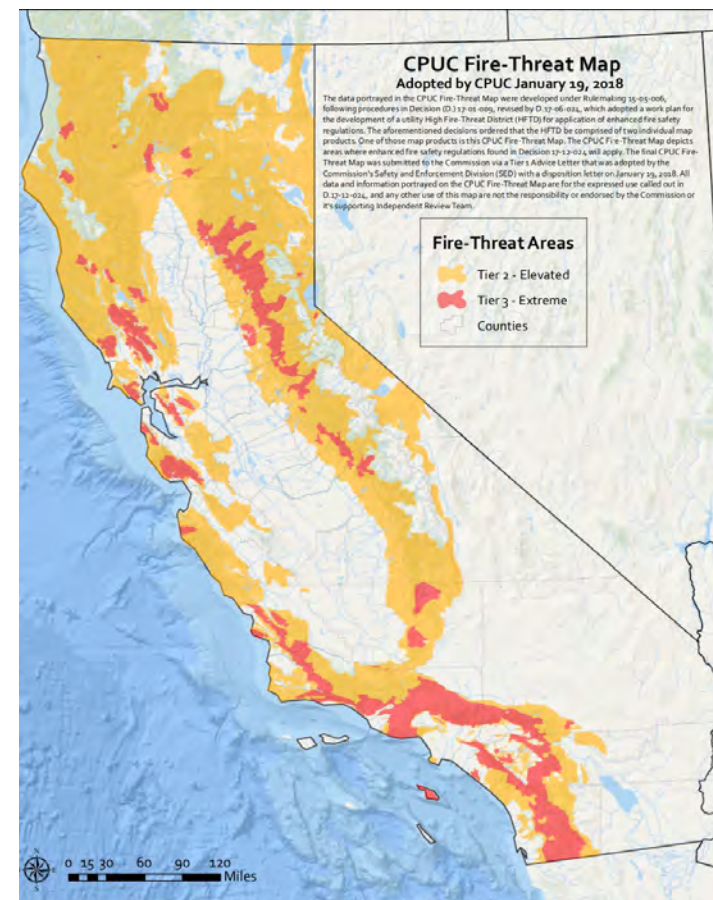 CPUC Fire-Threat Map
Adopted by CPUC January 19, 2018
The data portrayed in the CPUC Fire-Threat Map were developed under Rulemaking 15-05-006,
following procedures in Decision (D.) 17-01-009, revised by D.17-06-024, which adopted a work plan for
the development of a utility High Fire-Threat District (HFTD) for application of enhanced fire safety
regulations. The aforementioned decisions ordered that the HFTD be comprised of two individual map
products. One of those map products is this CPUC Fire-Threat Map. The CPUC Fire-Threat Map depicts
areas where enhanced fire safety regulations found in Decision 17-12-024 will apply. The final CPUC Fire-
Threat Map was submitted to the Commission via a Tier 1 Advice Letter that was adopted by the
Commission's Safety and Enforcement Division (SED) with a disposition letter on January 19, 2018. All
data and information portrayed on the CPUC Fire-Threat Map are for the expressed use called out in
D.17-12-024, and any other use of this map are not the responsibility or endorsed by the Commission or
it's supporting Independent Review Team.
Fire-Threat Areas
Tier 2 - Elevated
Tier 3 - Extreme
Counties
N
0 15 30 60 90 120
Miles